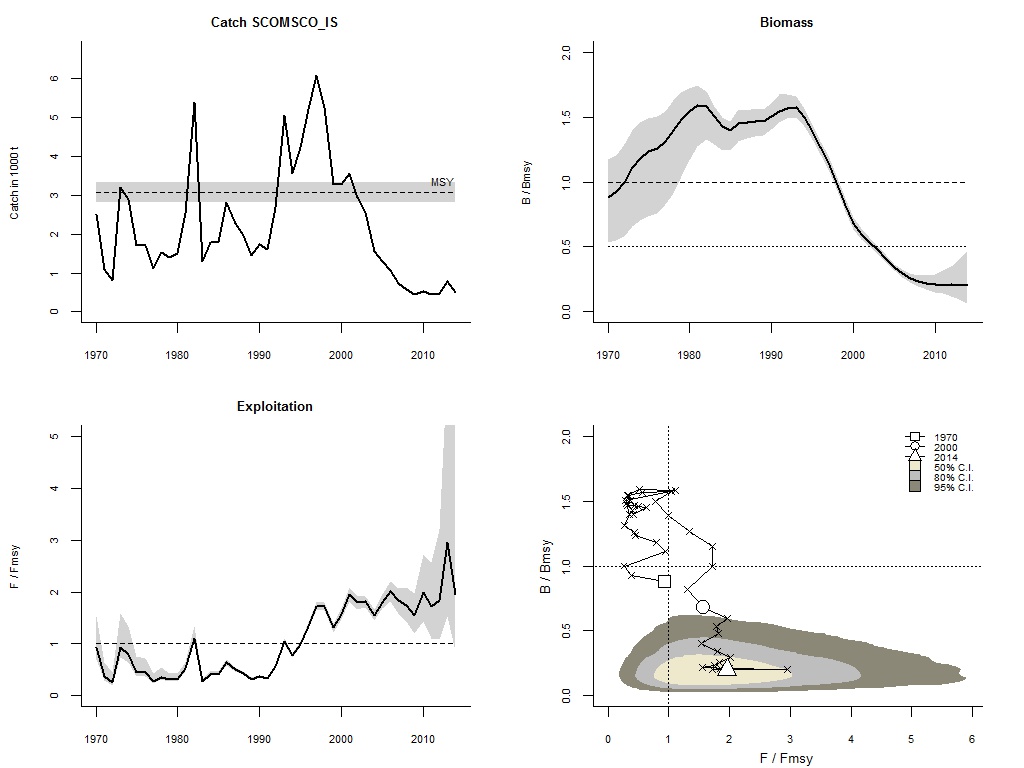 Catch SCOMSCO_IS
Catch in 1000 t
0 1 2 3 4 5 6
MSY
1970 1980 1990 2000 2010
Biomass
B / Bmsy
0.0 0.5 1.0 1.5 2.0
1970 1980 1990 2000 2010
Exploitation
F / Fmsy
0 1 2 3 4 5
1970 1980 1990 2000 2010
B / Bmsy
0.0 0.5 1.0 1.5 2.0
1970
2000
2014
50% C.I.
80% C.I.
95% C.I.
0 1 2 3 4 5 6
F / Fmsy